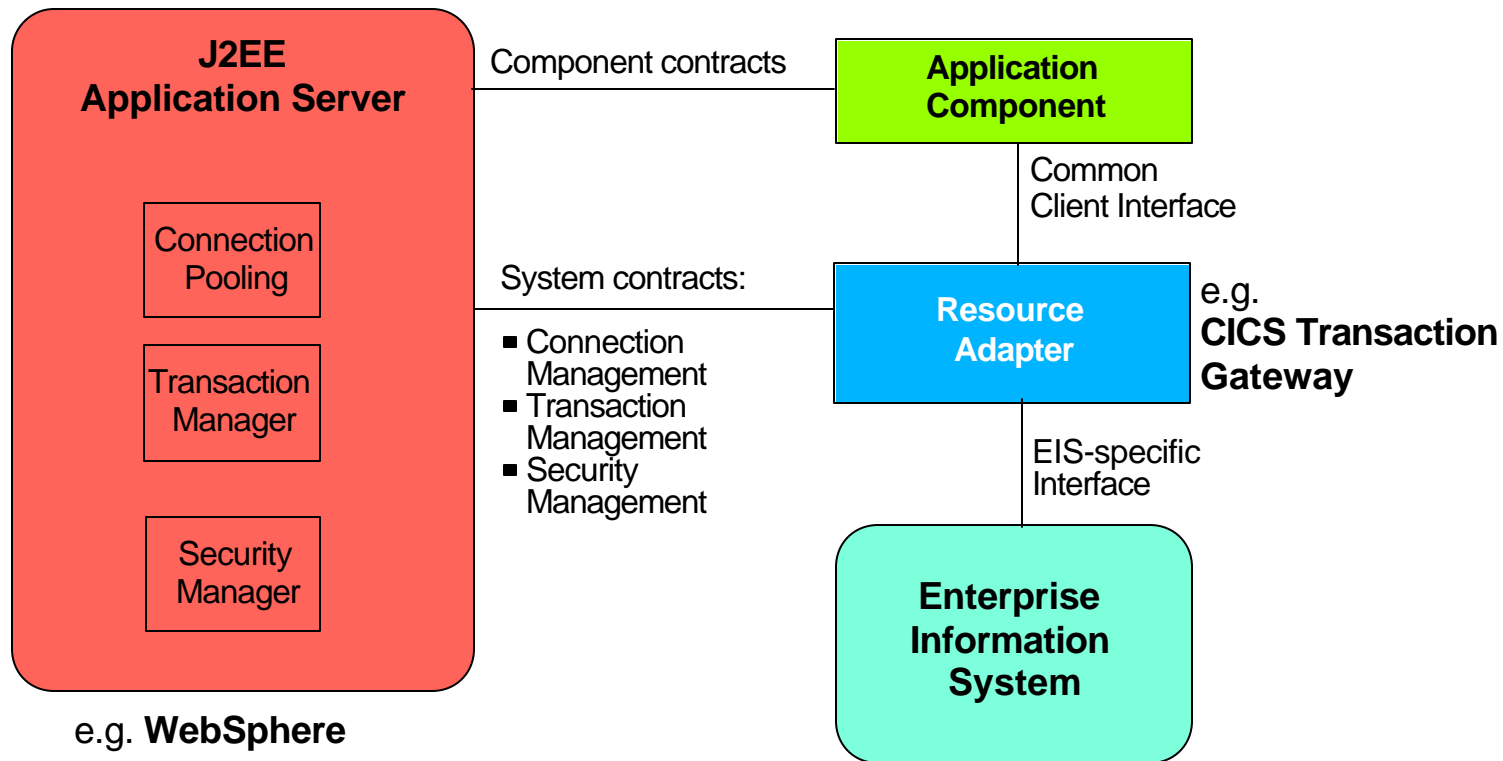 J2EE
Application Server
Connection
Pooling
Transaction
Manager
Security
Manager
e.g. WebSphere
Component contracts
System contracts:
Connection
Management
Transaction
Management
Security
Management
Application
Component
Common
Client Interface
Resource
Adapter
e.g.
CICS Transaction
Gateway
EIS-specific
Interface
Enterprise
Information
System